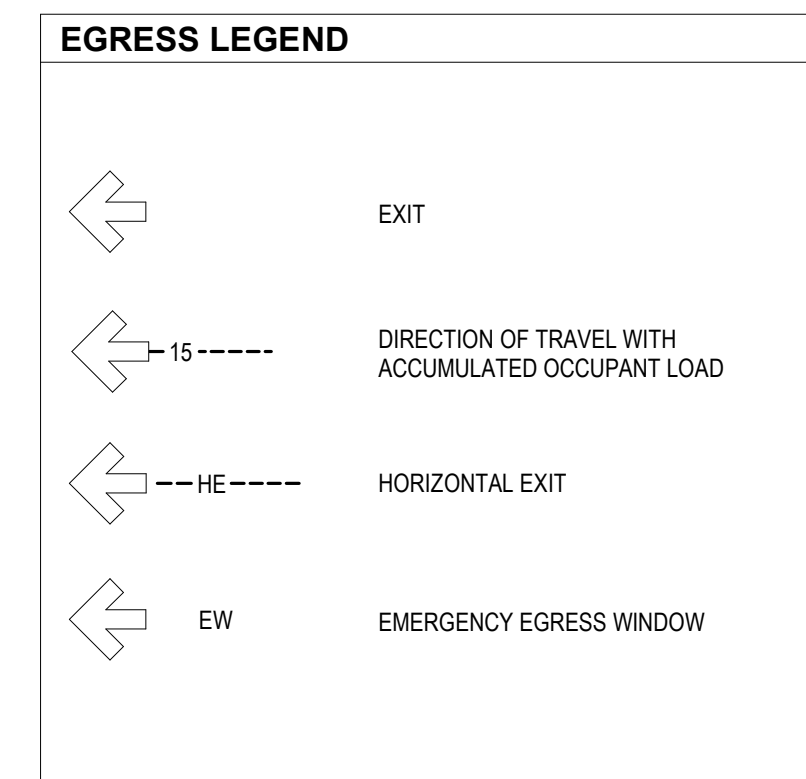 EGRESS LEGEND
EXIT
15
DIRECTION OF TRAVEL WITH
ACCUMULATED OCCUPANT LOAD
HE
HORIZONTAL EXIT
EW
EMERGENCY EGRESS WINDOW